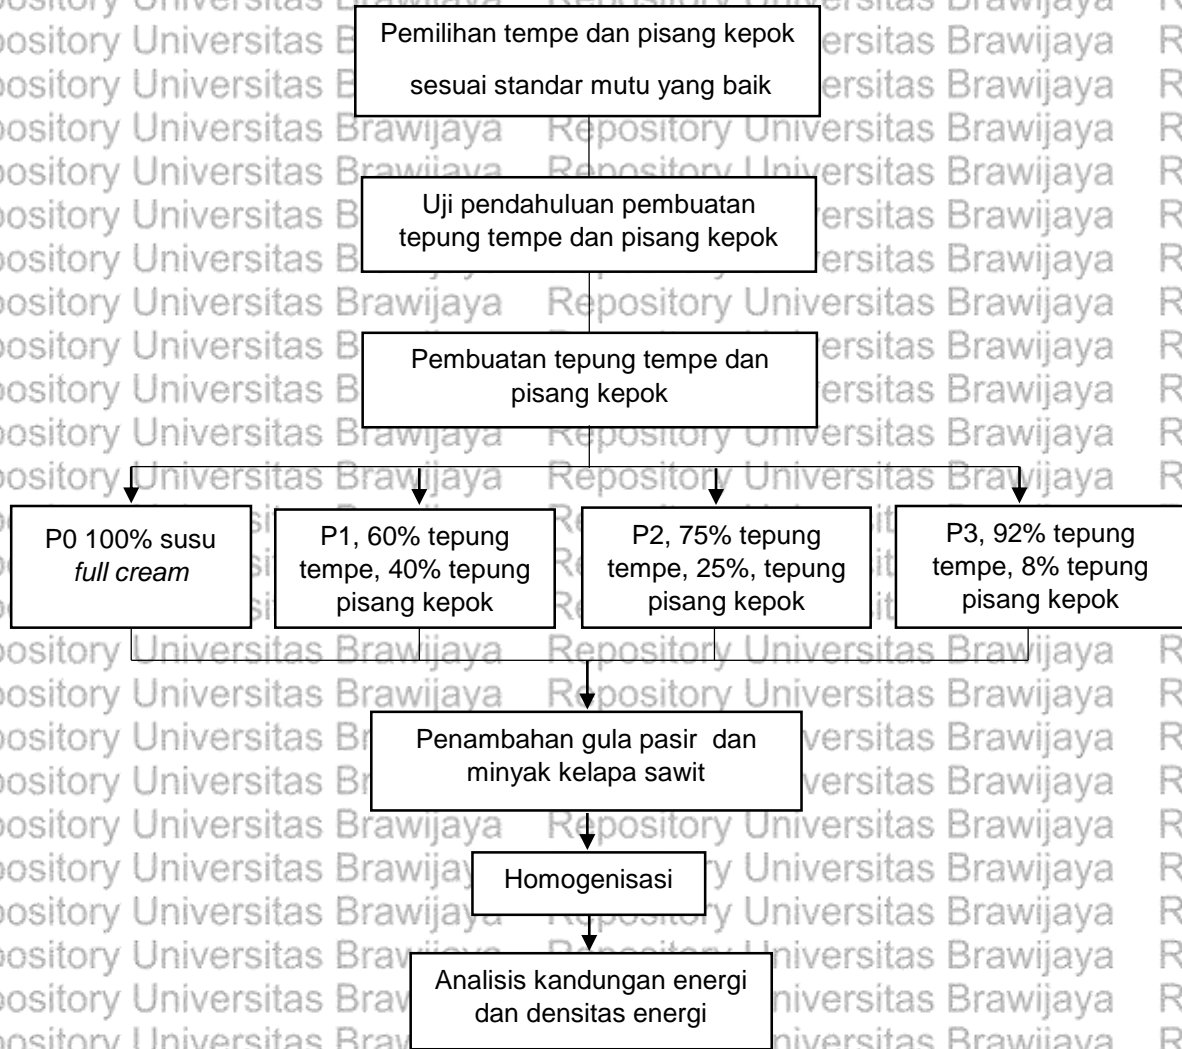 Pemilihan tempe dan pisang kepok
sesuai standar mutu yang baik
Uji pendahuluan pembuatan
tepung tempe dan pisang kepok
Pembuatan tepung tempe dan
pisang kepok
P0 100% susu
full cream
P1, 60% tepung
tempe, 40% tepung
pisang kepok
P2, 75% tepung
tempe, 25%, tepung
pisang kepok
P3, 92% tepung
tempe, 8% tepung
pisang kepok
Penambahan gula pasir dan
minyak kelapa sawit
Homogenisasi
Analisis kandungan energi
dan densitas energi
Repository Universitas Brawijaya